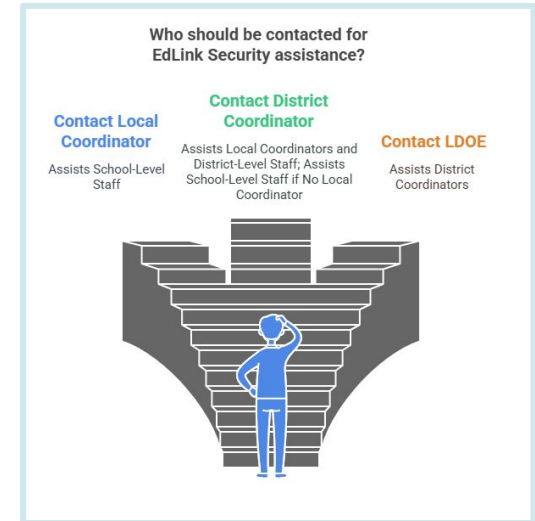 Who should be contacted for
EdLink Security assistance?
Contact Local
Coordinator
Assists School-Level
Staff
Contact District
Coordinator
Assists Local Coordinators and
District-Level Staff; Assists
School-Level Staff if No Local
Coordinator
Contact LDOE
Assists District
Coordinators